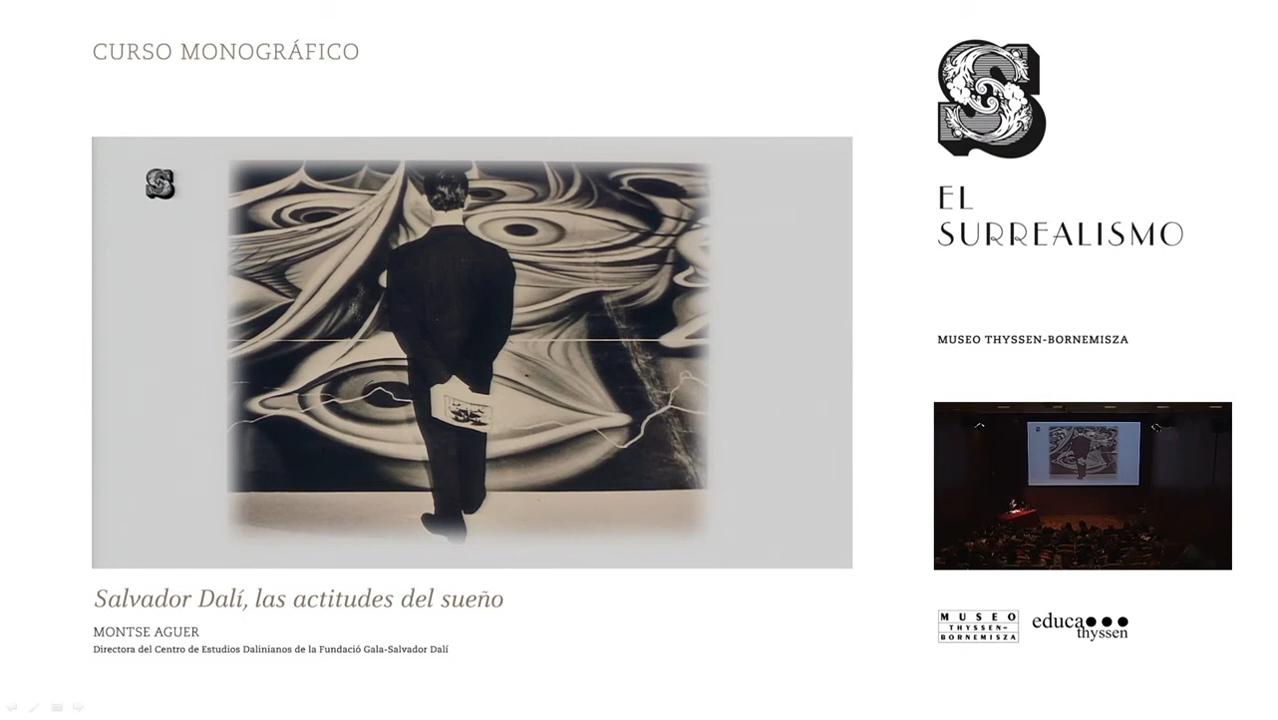 CURSO MONOGRÁFICO
S
EL
SURREALISMO
MUSEO THYSSEN-BORNEMISZA
S
Salvador Dalí, las actitudes del sueño
MONTSE AGUER
Directora del Centro de Estudios Dalinianos de la Fundació Gala-Salvador Dalí
MUSEO
THYSSEN-
BORNEMISZA
educa
thyssen